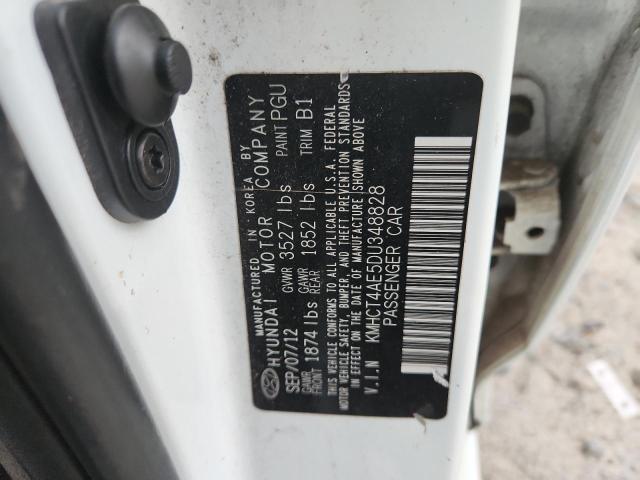 MANUFACTURED IN KOREA BY
HYUNDAI MOTOR COMPANY
SEP/07/12 GVWR 3527 lbs PAINT PGU
GAWR FRONT 1874 lbs GAWR REAR 1852 lbs TRIM B1
THIS VEHICLE CONFORMS TO ALL APPLICABLE U.S.A. FEDERAL
MOTOR VEHICLE SAFETY, BUMPER, AND THEFT PREVENTION STANDARDS
IN EFFECT ON THE DATE OF MANUFACTURE SHOWN ABOVE
V.I.N KMHCT4AE5DU348828
PASSENGER CAR